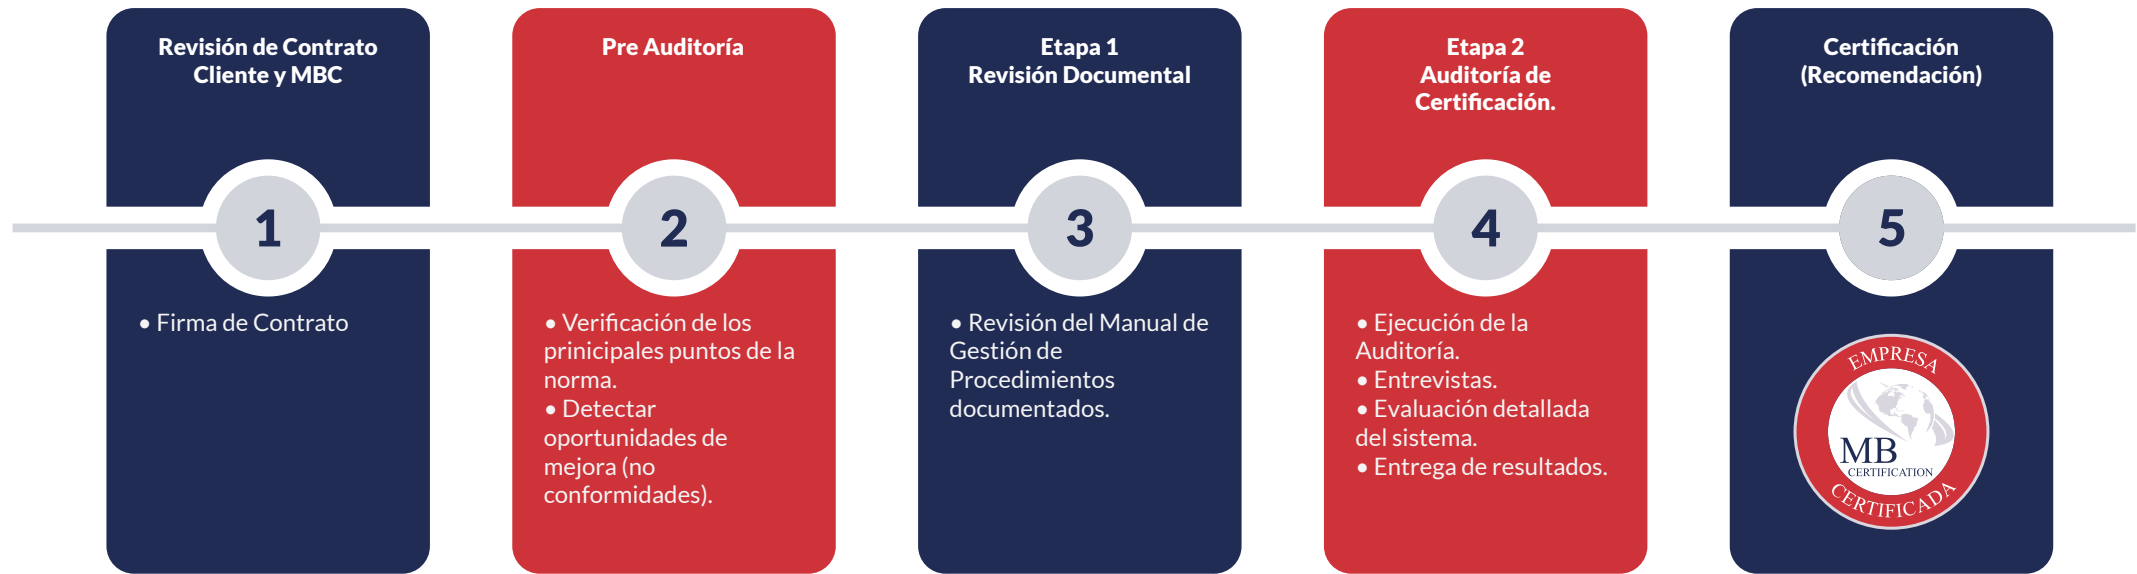 Revisión de Contrato
Cliente y MBC
1
• Firma de Contrato
Pre Auditoría
2
• Verificación de los
prinicipales puntos de la
norma.
• Detectar
oportunidades de
mejora (no
conformidades).
Etapa 1
Revisión Documental
3
• Revisión del Manual de
Gestión de
Procedimientos
documentados.
Etapa 2
Auditoría de
Certificación.
4
• Ejecución de la
Auditoría.
• Entrevistas.
• Evaluación detallada
del sistema.
• Entrega de resultados.
Certificación
(Recomendación)
5
EMPRESA
MB
CERTIFICATION
CERTIFICADA